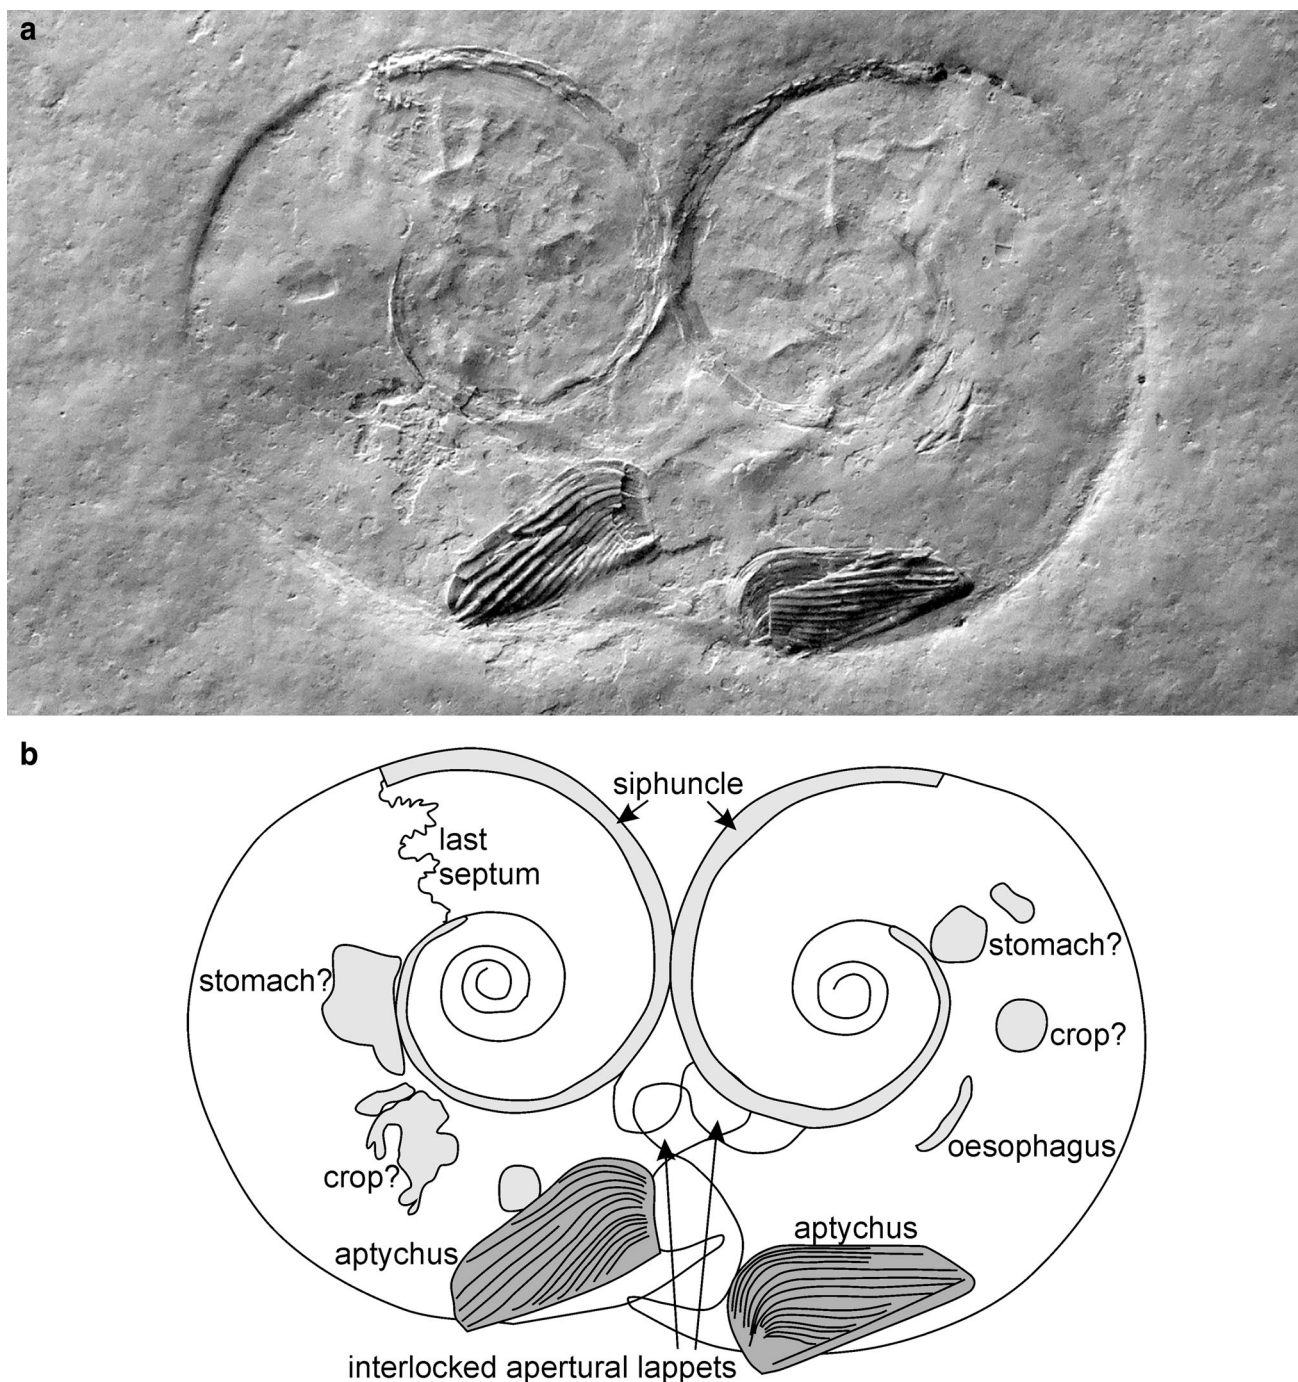 a
b
siphuncle
last
septum
stomach?
stomach?
crop?
oesophagus
crop?
aptychus
aptychus
interlocked apertural lappets